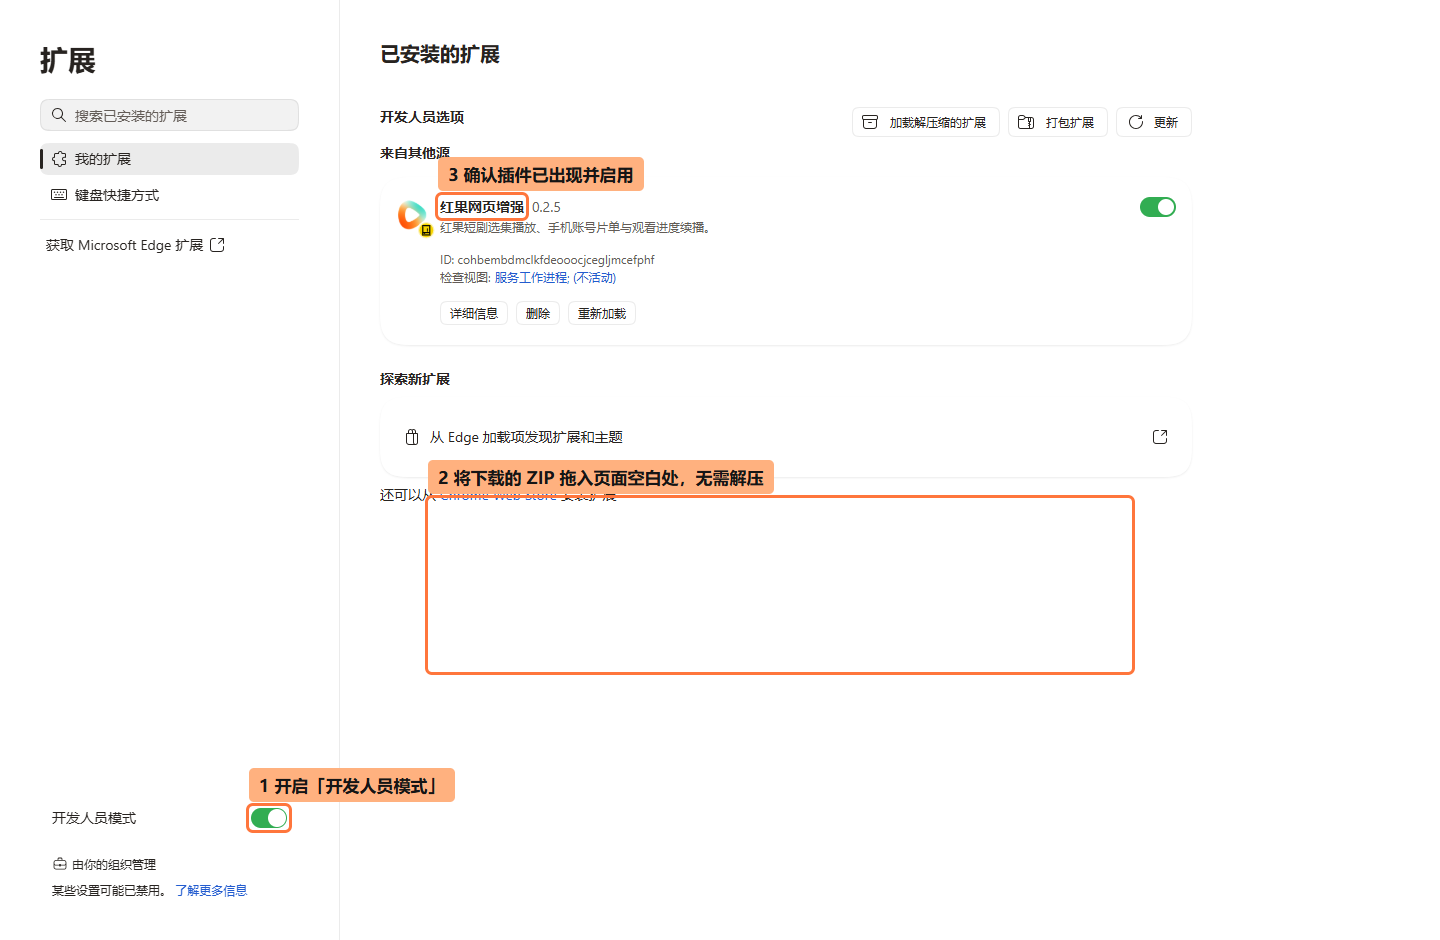 扩展
搜索已安装的扩展
我的扩展
键盘快捷方式
获取 Microsoft Edge 扩展
已安装的扩展
开发人员选项
加载解压缩的扩展
打包扩展
更新
来自其他源
3 确认插件已出现并启用
红果网页增强 0.2.5
红果短剧选集播放、手机账号片单与观看进度续播。
ID: cohbembdmclkfdeooocjcegljmcefphf
检查视图: 服务工作进程; (不活动)
详细信息
删除
重新加载
探索新扩展
从 Edge 加载项发现扩展和主题
2 将下载的 ZIP 拖入页面空白处，无需解压
还可以从 Chrome Web Store 安装扩展
1 开启「开发人员模式」
开发人员模式
由你的组织管理
某些设置可能已禁用。 了解更多信息